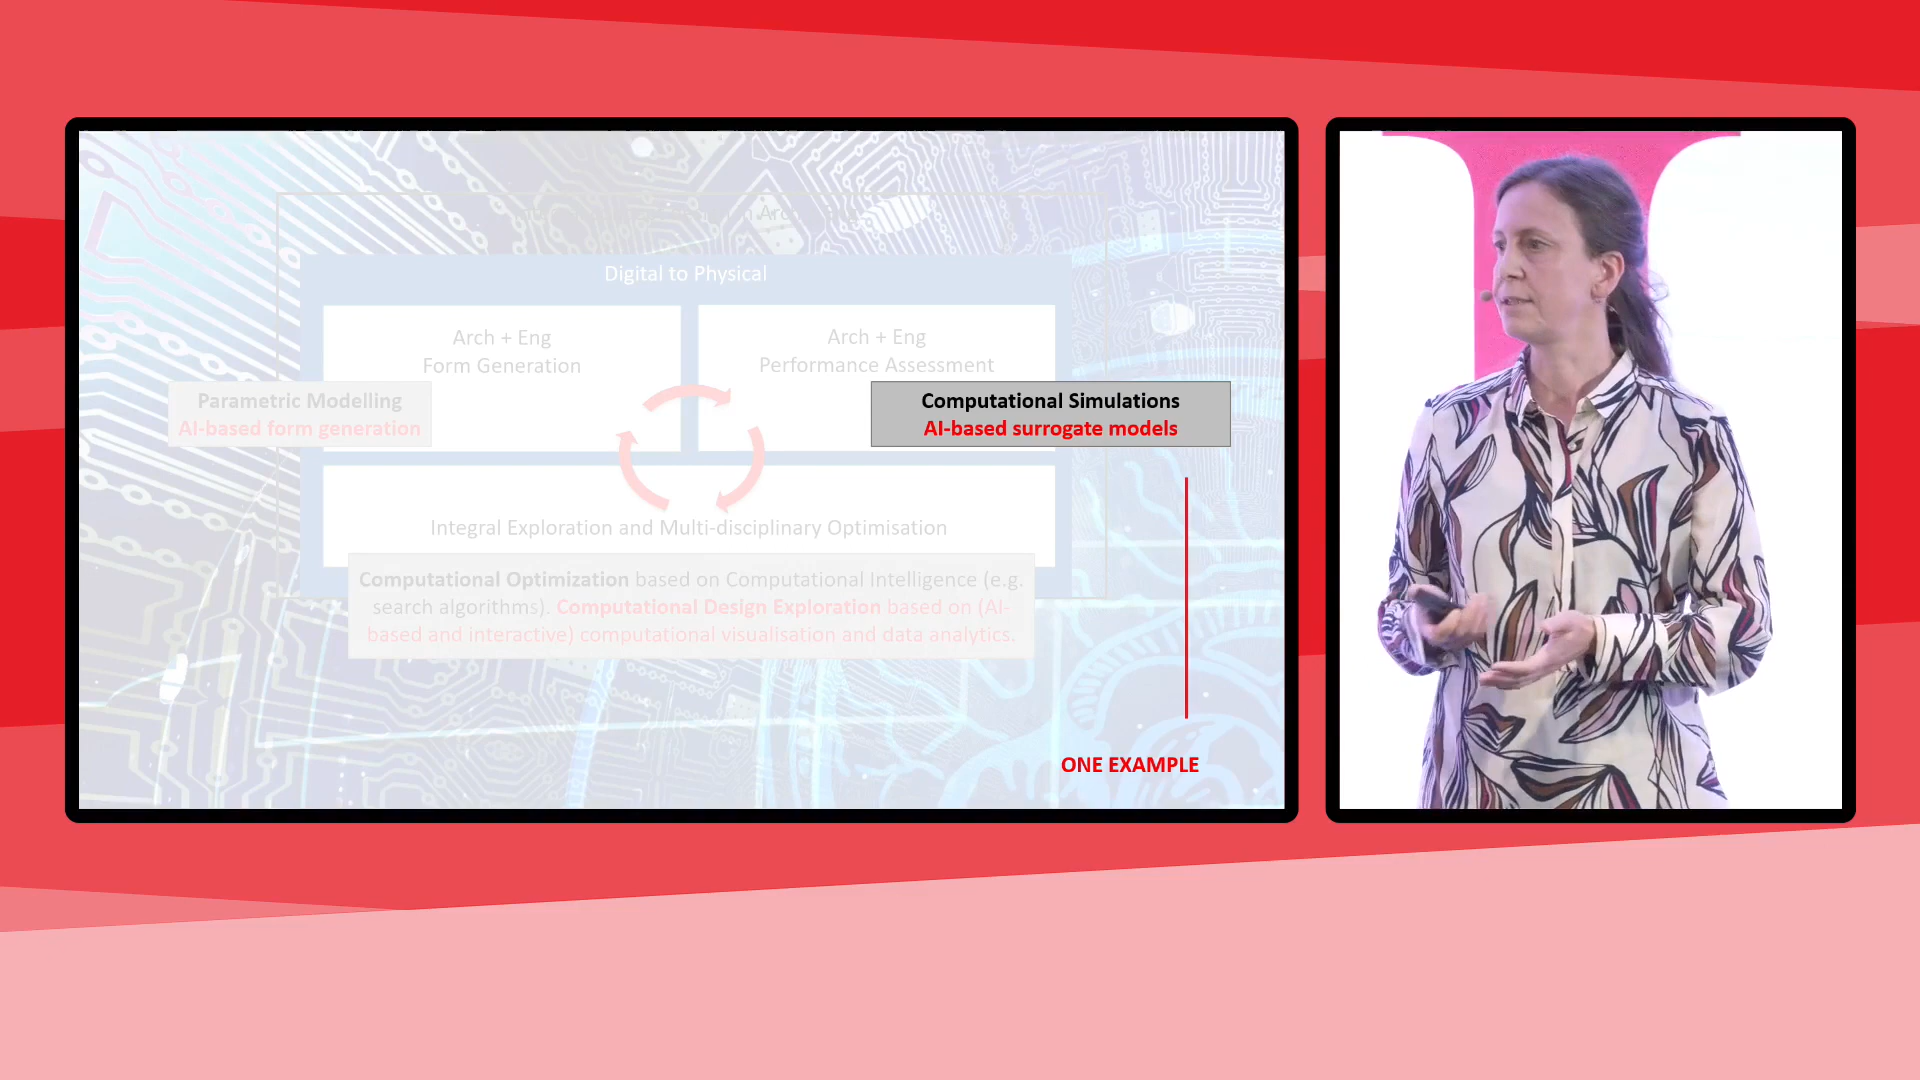 Digital to Physical
Arch + Eng
Form Generation
Arch + Eng
Performance Assessment
Parametric Modelling
AI-based form generation
Computational Simulations
AI-based surrogate models
Integral Exploration and Multi-disciplinary Optimisation
Computational Optimization based on Computational Intelligence (e.g.
search algorithms). Computational Design Exploration based on (AI-
based and interactive) computational visualisation and data analytics.
ONE EXAMPLE